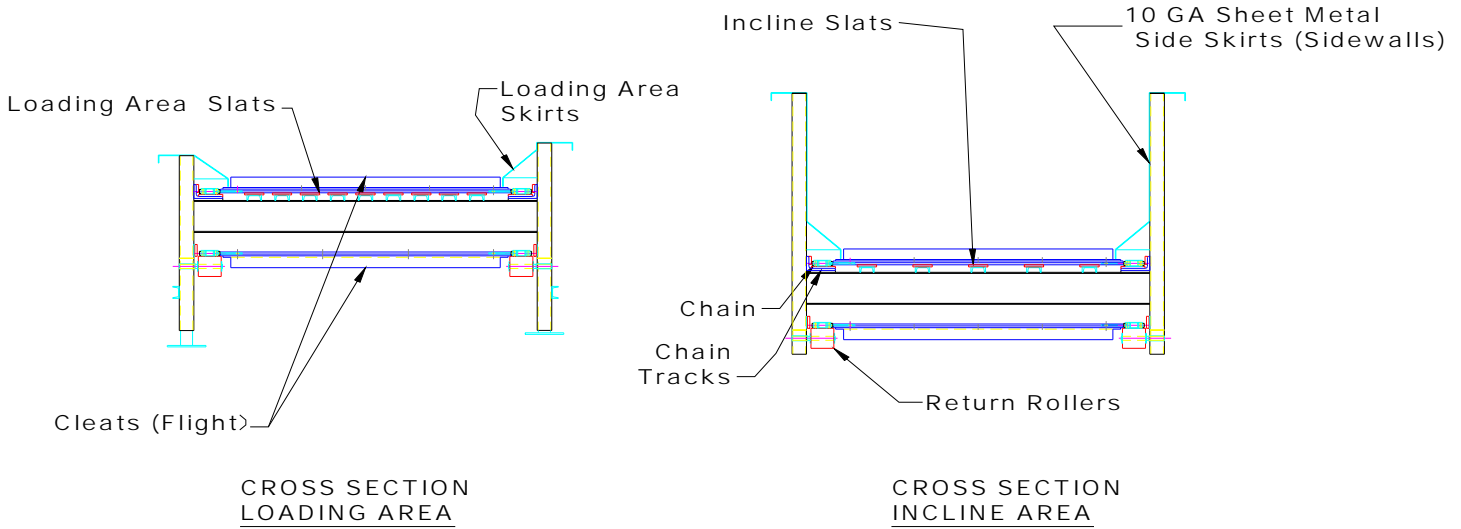 Loading Area Slats
Loading Area
Skirts
Cleats (Flight)
CROSS SECTION
LOADING AREA
Incline Slats
10 GA Sheet Metal
Side Skirts (Sidewalls)
Chain
Chain
Tracks
Return Rollers
CROSS SECTION
INCLINE AREA